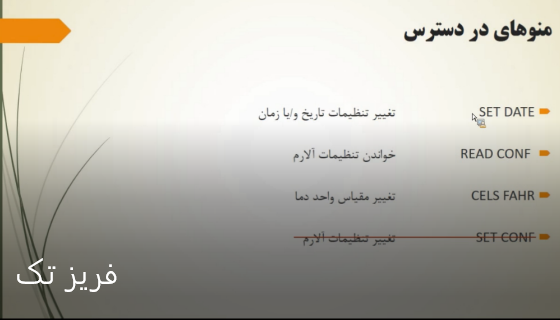 منوهای در دسترس
SET DATE تغییر تنظیمات تاریخ و/یا زمان
READ CONF خواندن تنظیمات آلارم
CELS FAHR تغییر مقیاس واحد دما
SET CONF تغییر تنظیمات آلارم
فریز تک